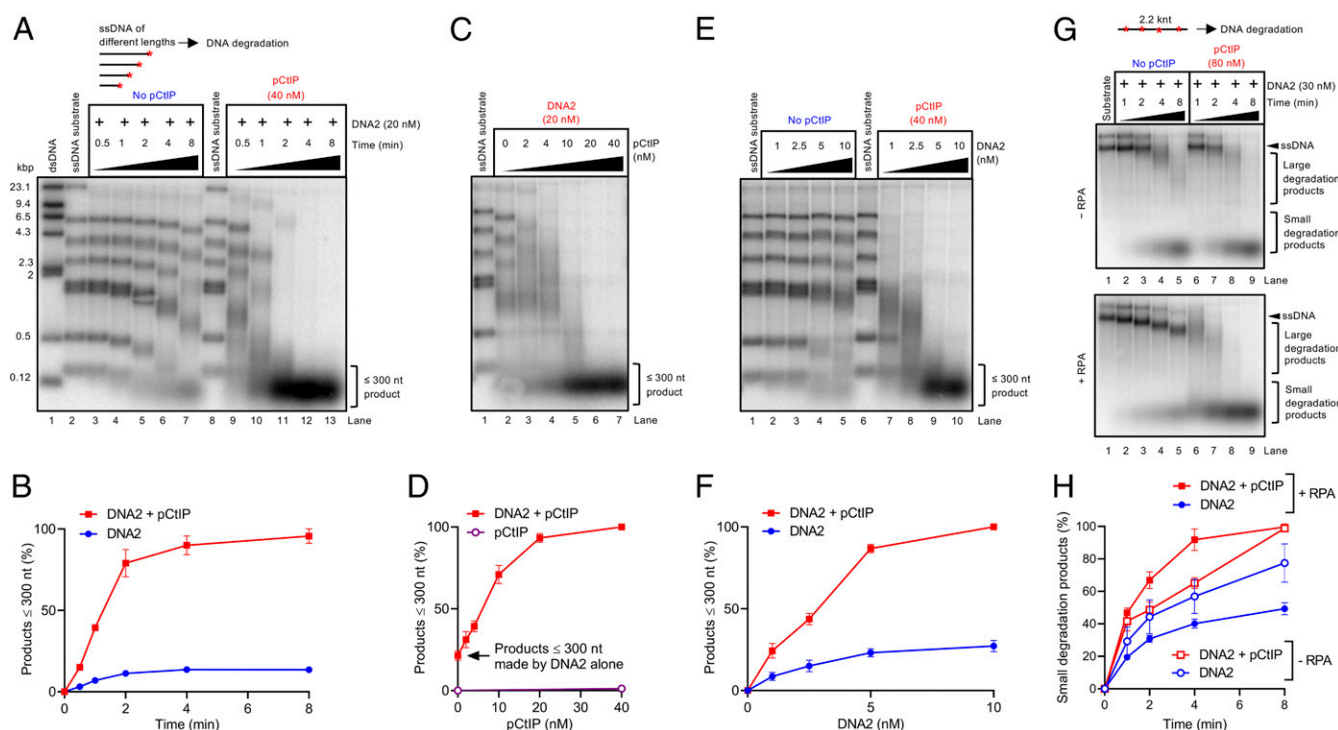 A
ssDNA of
different lengths
DNA degradation
No pCtIP
pCtIP
(40 nM)
dsDNA
ssDNA substrate
ssDNA substrate
+ + + + + + + + + + DNA2 (20 nM)
0.5 1 2 4 8 0.5 1 2 4 8 Time (min)
kbp
23.1
9.4
6.5
4.3
2.3
2
0.5
0.12
≤ 300 nt
product
1 2 3 4 5 6 7 8 9 10 11 12 13 Lane
C
DNA2
(20 nM)
ssDNA substrate
0 2 4 10 20 40 pCtIP
(nM)
≤ 300 nt
product
1 2 3 4 5 6 7 Lane
E
No pCtIP
pCtIP
(40 nM)
ssDNA substrate
ssDNA substrate
1 2.5 5 10 1 2.5 5 10 DNA2
(nM)
≤ 300 nt
product
1 2 3 4 5 6 7 8 9 10 Lane
G
2.2 knt
DNA degradation
No pCtIP
pCtIP
(80 nM)
Substrate
+ + + + + + + + DNA2 (30 nM)
1 2 4 8 1 2 4 8 Time (min)
− RPA
ssDNA
Large
degradation
products
Small
degradation
products
1 2 3 4 5 6 7 8 9 Lane
+ RPA
ssDNA
Large
degradation
products
Small
degradation
products
1 2 3 4 5 6 7 8 9 Lane
B
DNA2 + pCtIP
DNA2
Products ≤ 300 nt (%)
100
50
0
0 2 4 6 8
Time (min)
D
DNA2 + pCtIP
pCtIP
Products ≤ 300 nt (%)
100
50
0
Products ≤ 300 nt
made by DNA2 alone
0 10 20 30 40
pCtIP (nM)
F
DNA2 + pCtIP
DNA2
Products ≤ 300 nt (%)
100
50
0
0 5 10
DNA2 (nM)
H
DNA2 + pCtIP
DNA2
+ RPA
Small degradation products (%)
100
50
0
DNA2 + pCtIP
DNA2
- RPA
0 2 4 6 8
Time (min)